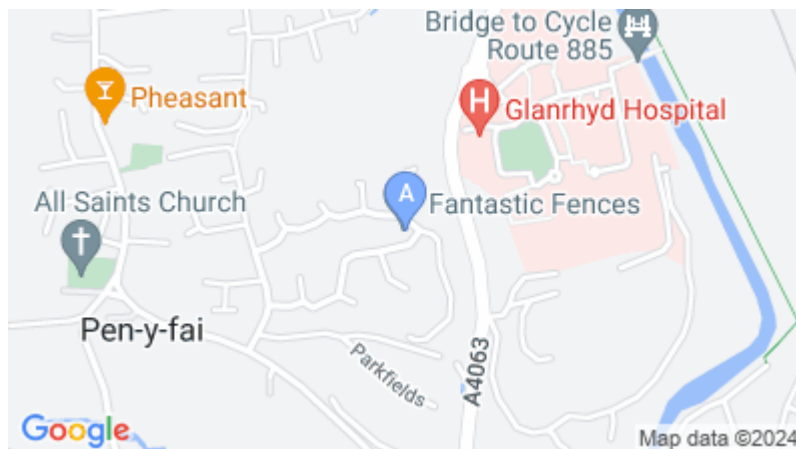 Bridge to Cycle
Route 885
Pheasant
H
Glanrhyd Hospital
All Saints Church
A
Fantastic Fences
Pen-y-fai
Parkfields
A4063
Google
Map data ©2024